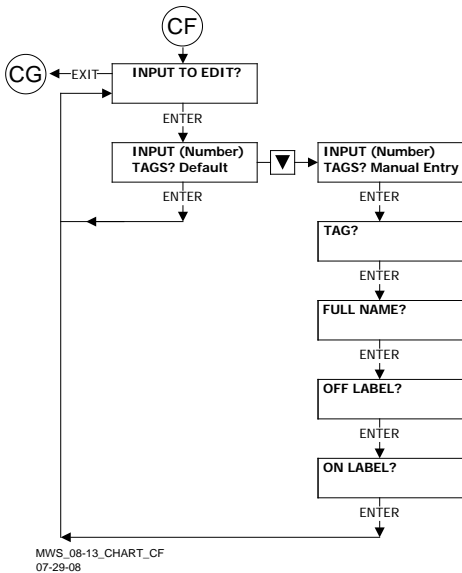 CF
CG
EXIT
INPUT TO EDIT?
ENTER
INPUT (Number)
TAGS? Default
INPUT (Number)
TAGS? Manual Entry
ENTER
ENTER
TAG?
ENTER
FULL NAME?
ENTER
OFF LABEL?
ENTER
ON LABEL?
ENTER
MWS_08-13_CHART_CF
07-29-08